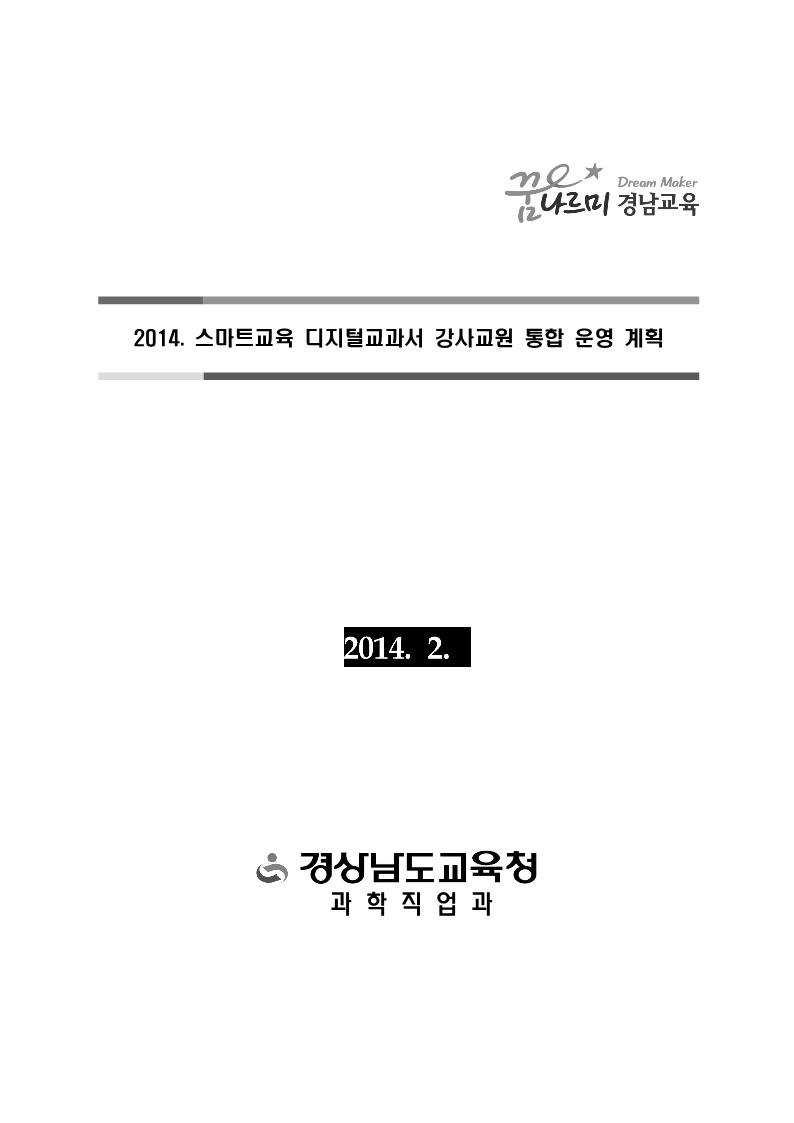 Dream Maker
꿈나르미 경남교육
2014. 스마트교육 디지털교과서 강사교원 통합 운영 계획
2014. 2.
경상남도교육청
과 학 직 업 과